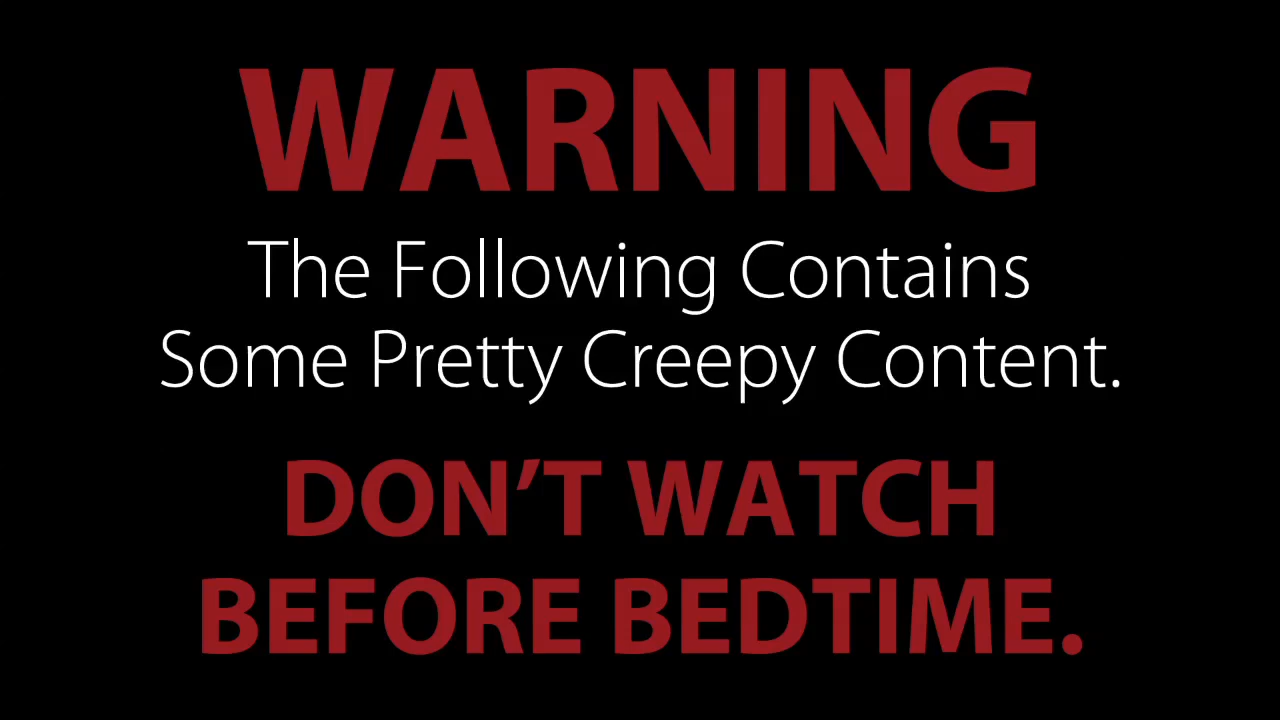 WARNING
The Following Contains
Some Pretty Creepy Content.
DON’T WATCH
BEFORE BEDTIME.